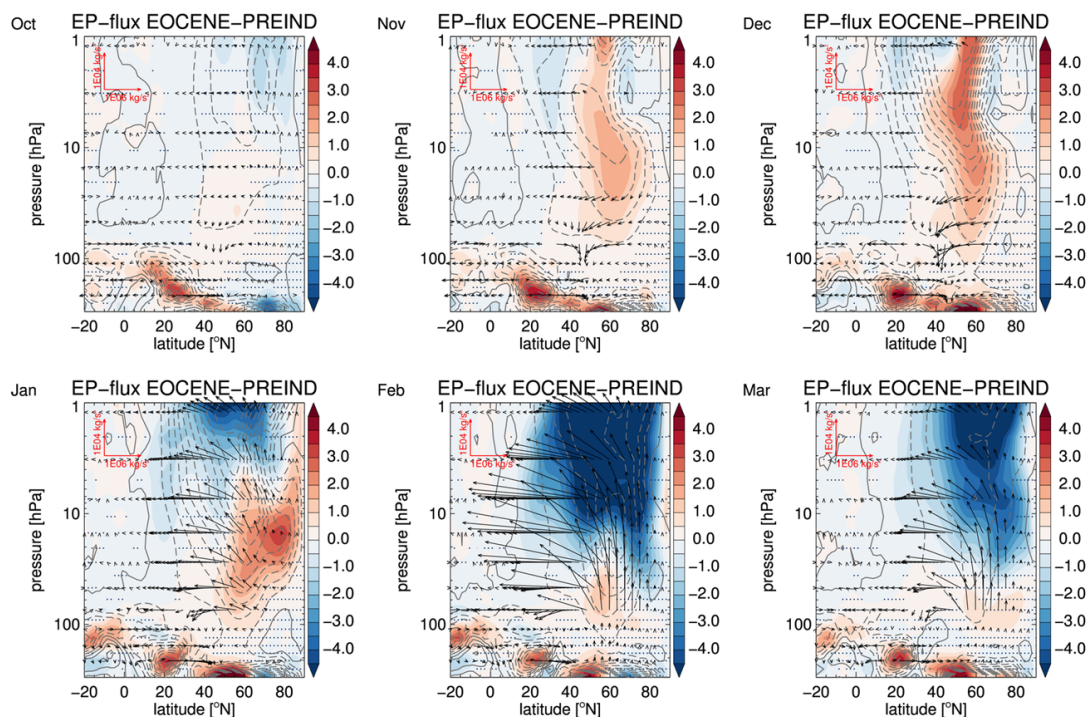 Oct
EP−flux EOCENE−PREIND
1
10
100
pressure [hPa]
1E04 kg/s
1E06 kg/s
−20 0 20 40 60 80
latitude [°N]
4.0
3.0
2.0
1.0
0.0
−1.0
−2.0
−3.0
−4.0
Nov
EP−flux EOCENE−PREIND
1
10
100
pressure [hPa]
1E04 kg/s
1E06 kg/s
−20 0 20 40 60 80
latitude [°N]
4.0
3.0
2.0
1.0
0.0
−1.0
−2.0
−3.0
−4.0
Dec
EP−flux EOCENE−PREIND
1
10
100
pressure [hPa]
1E04 kg/s
1E06 kg/s
−20 0 20 40 60 80
latitude [°N]
4.0
3.0
2.0
1.0
0.0
−1.0
−2.0
−3.0
−4.0
Jan
EP−flux EOCENE−PREIND
1
10
100
pressure [hPa]
1E04 kg/s
1E06 kg/s
−20 0 20 40 60 80
latitude [°N]
4.0
3.0
2.0
1.0
0.0
−1.0
−2.0
−3.0
−4.0
Feb
EP−flux EOCENE−PREIND
1
10
100
pressure [hPa]
1E04 kg/s
1E06 kg/s
−20 0 20 40 60 80
latitude [°N]
4.0
3.0
2.0
1.0
0.0
−1.0
−2.0
−3.0
−4.0
Mar
EP−flux EOCENE−PREIND
1
10
100
pressure [hPa]
1E04 kg/s
1E06 kg/s
−20 0 20 40 60 80
latitude [°N]
4.0
3.0
2.0
1.0
0.0
−1.0
−2.0
−3.0
−4.0